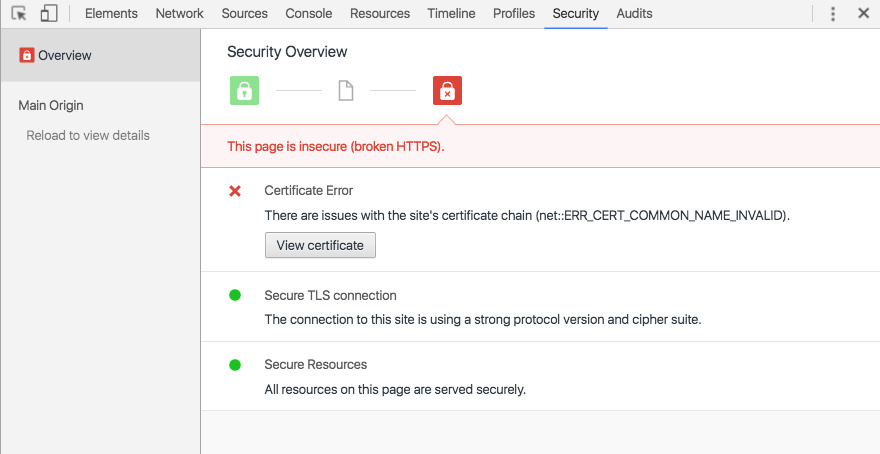 Elements Network Sources Console Resources Timeline Profiles Security Audits
Overview
Main Origin
Reload to view details
Security Overview
This page is insecure (broken HTTPS).
Certificate Error
There are issues with the site's certificate chain (net::ERR_CERT_COMMON_NAME_INVALID).
View certificate
Secure TLS connection
The connection to this site is using a strong protocol version and cipher suite.
Secure Resources
All resources on this page are served securely.